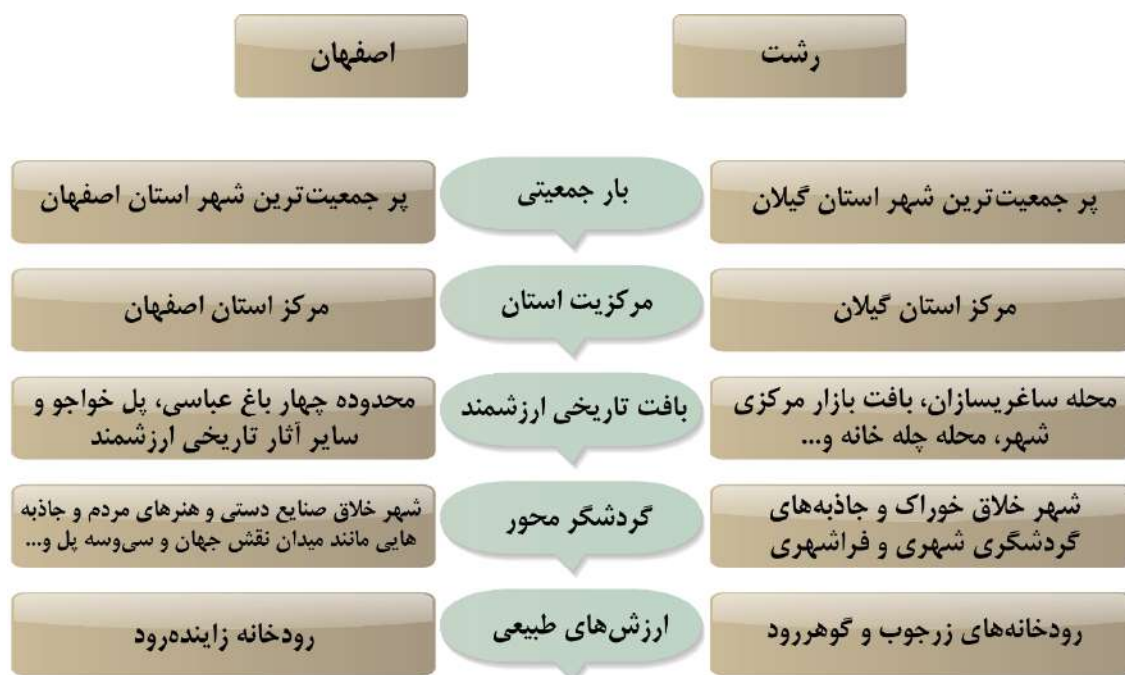 رشت
اصفهان
پر جمعیت‌ترین شهر استان گیلان
بار جمعیتی
پر جمعیت‌ترین شهر استان اصفهان
مرکز استان گیلان
مرکزیت استان
مرکز استان اصفهان
محله ساغریسازان، بافت بازار مرکزی
شهر، محله چله خانه و...
بافت تاریخی ارزشمند
محدوده چهار باغ عباسی، پل خواجو و
سایر آثار تاریخی ارزشمند
شهر خلاق خوراک و جاذبه‌های
گردشگری شهری و فراشهری
گردشگر محور
شهر خلاق صنایع دستی و هنرهای مردم و جاذبه
هایی مانند میدان نقش جهان و سی‌وسه پل و...
رودخانه‌های زرجوب و گوهررود
ارزش‌های طبیعی
رودخانه زاینده‌رود